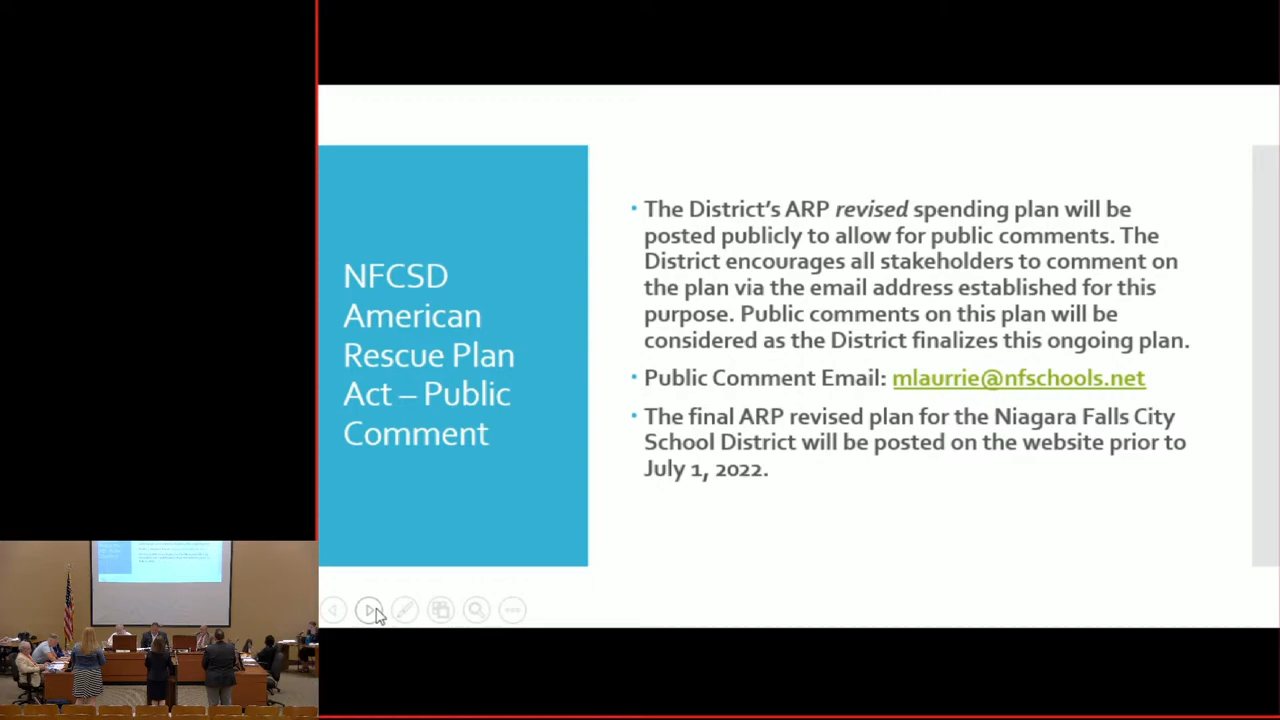 NFCSD
American
Rescue Plan
Act – Public
Comment
The District’s ARP revised spending plan will be
posted publicly to allow for public comments. The
District encourages all stakeholders to comment on
the plan via the email address established for this
purpose. Public comments on this plan will be
considered as the District finalizes this ongoing plan.
Public Comment Email: mlaurrie@nfschools.net
The final ARP revised plan for the Niagara Falls City
School District will be posted on the website prior to
July 1, 2022.